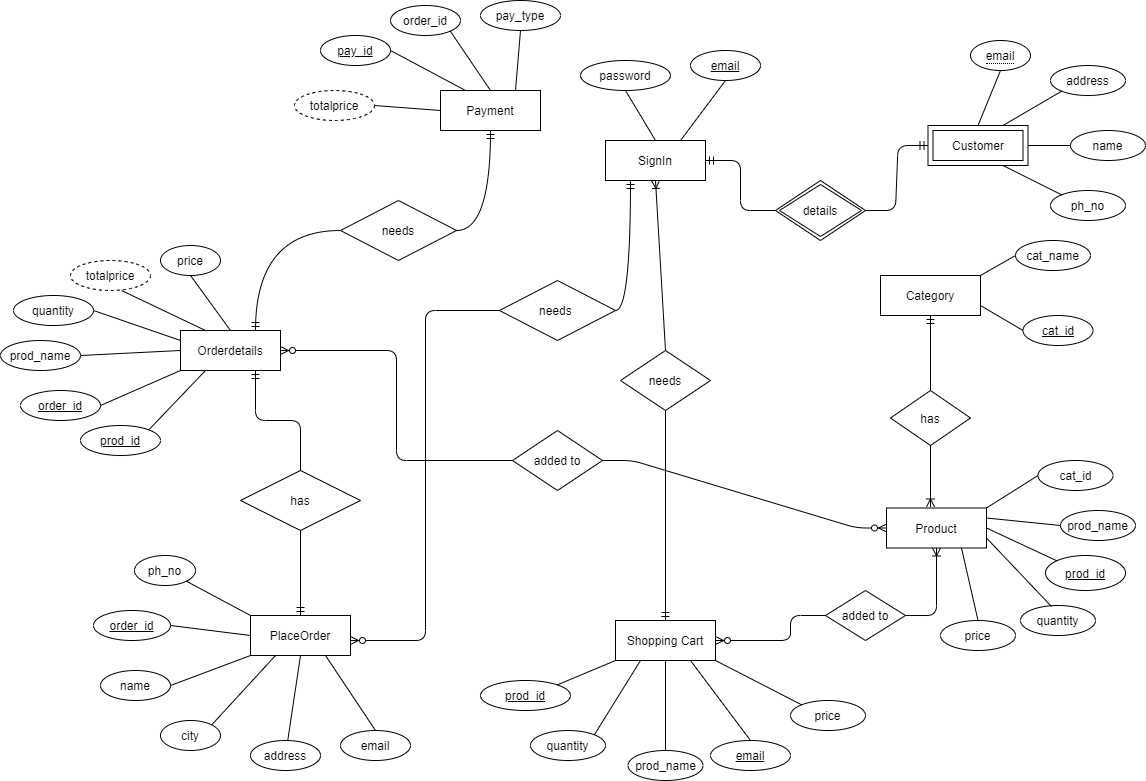 order_id
pay_type
pay_id
totalprice
Payment
password
email
email
address
name
ph_no
Customer
SignIn
details
needs
price
totalprice
quantity
prod_name
order_id
prod_id
Orderdetails
needs
needs
cat_name
Category
cat_id
has
added to
has
cat_id
prod_name
prod_id
quantity
price
Product
added to
ph_no
order_id
name
city
address
email
PlaceOrder
Shopping Cart
prod_id
quantity
prod_name
email
price